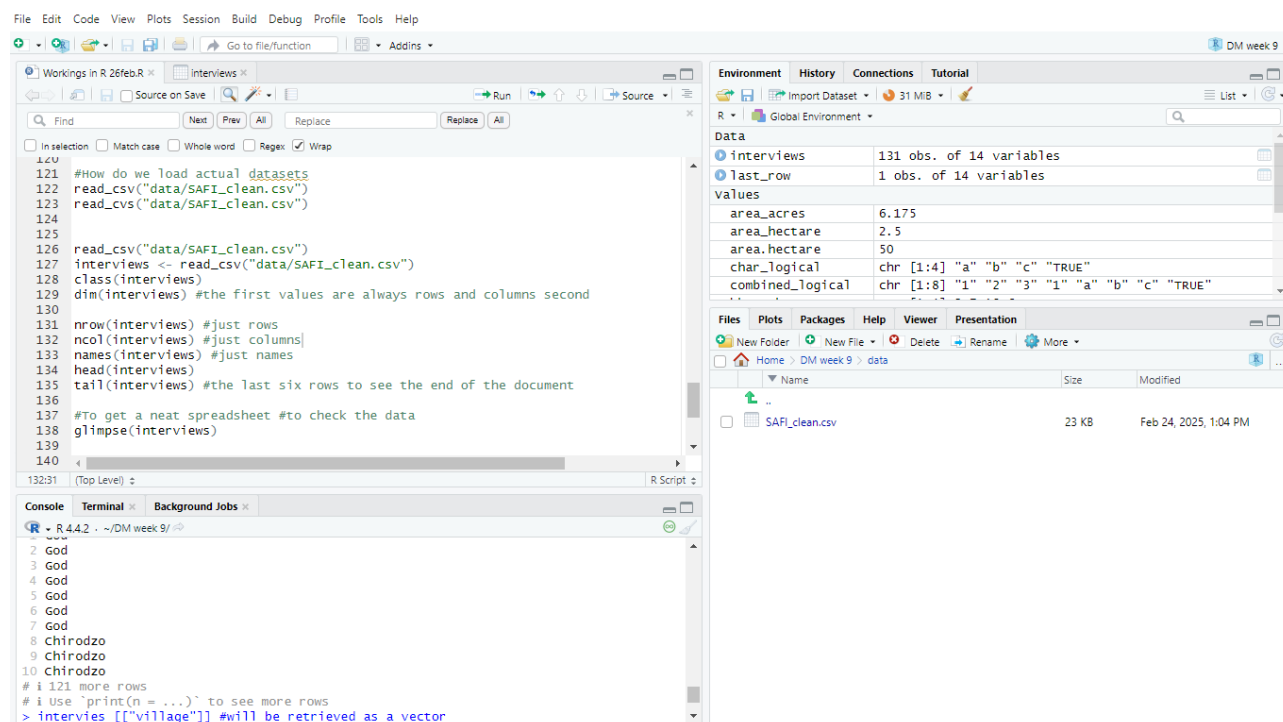 File Edit Code View Plots Session Build Debug Profile Tools Help
Go to file/function Addins DM week 9
Workings in R 26feb.R Interviews
Source on Save Run Source
Find Next Prev All Replace Replace All
In selection Match case Whole word Regex Wrap
120
121 #How do we load actual datasets
122 read_csv("data/SAFI_clean.csv")
123 read_cvs("data/SAFI_clean.csv")
124
125
126 read_csv("data/SAFI_clean.csv")
127 interviews <- read_csv("data/SAFI_clean.csv")
128 class(interviews)
129 dim(interviews) #the first values are always rows and columns second
130
131 nrow(interviews) #just rows
132 ncol(interviews) #just columns
133 names(interviews) #just names
134 head(interviews)
135 tail(interviews) #the last six rows to see the end of the document
136
137 #To get a neat spreadsheet #to check the data
138 glimpse(interviews)
139
140
132:31 (Top Level) R Script
Console Terminal Background Jobs
R 4.4.2 · ~/DM week 9/
1 God
2 God
3 God
4 God
5 God
6 God
7 God
8 Chirodzo
9 Chirodzo
10 Chirodzo
# ℹ 121 more rows
# ℹ Use `print(n = ...)` to see more rows
> intervies [["village"]] #will be retrieved as a vector
Environment History Connections Tutorial
Import Dataset 31 MiB List
R Global Environment
Data
interviews 131 obs. of 14 variables
last_row 1 obs. of 14 variables
Values
area_acres 6.175
area_hectare 2.5
area.hectare 50
char_logical chr [1:4] "a" "b" "c" "TRUE"
combined_logical chr [1:8] "1" "2" "3" "1" "a" "b" "c" "TRUE"
Files Plots Packages Help Viewer Presentation
New Folder New File Delete Rename More
Home > DM week 9 > data
Name Size Modified
..
SAFI_clean.csv 23 KB Feb 24, 2025, 1:04 PM